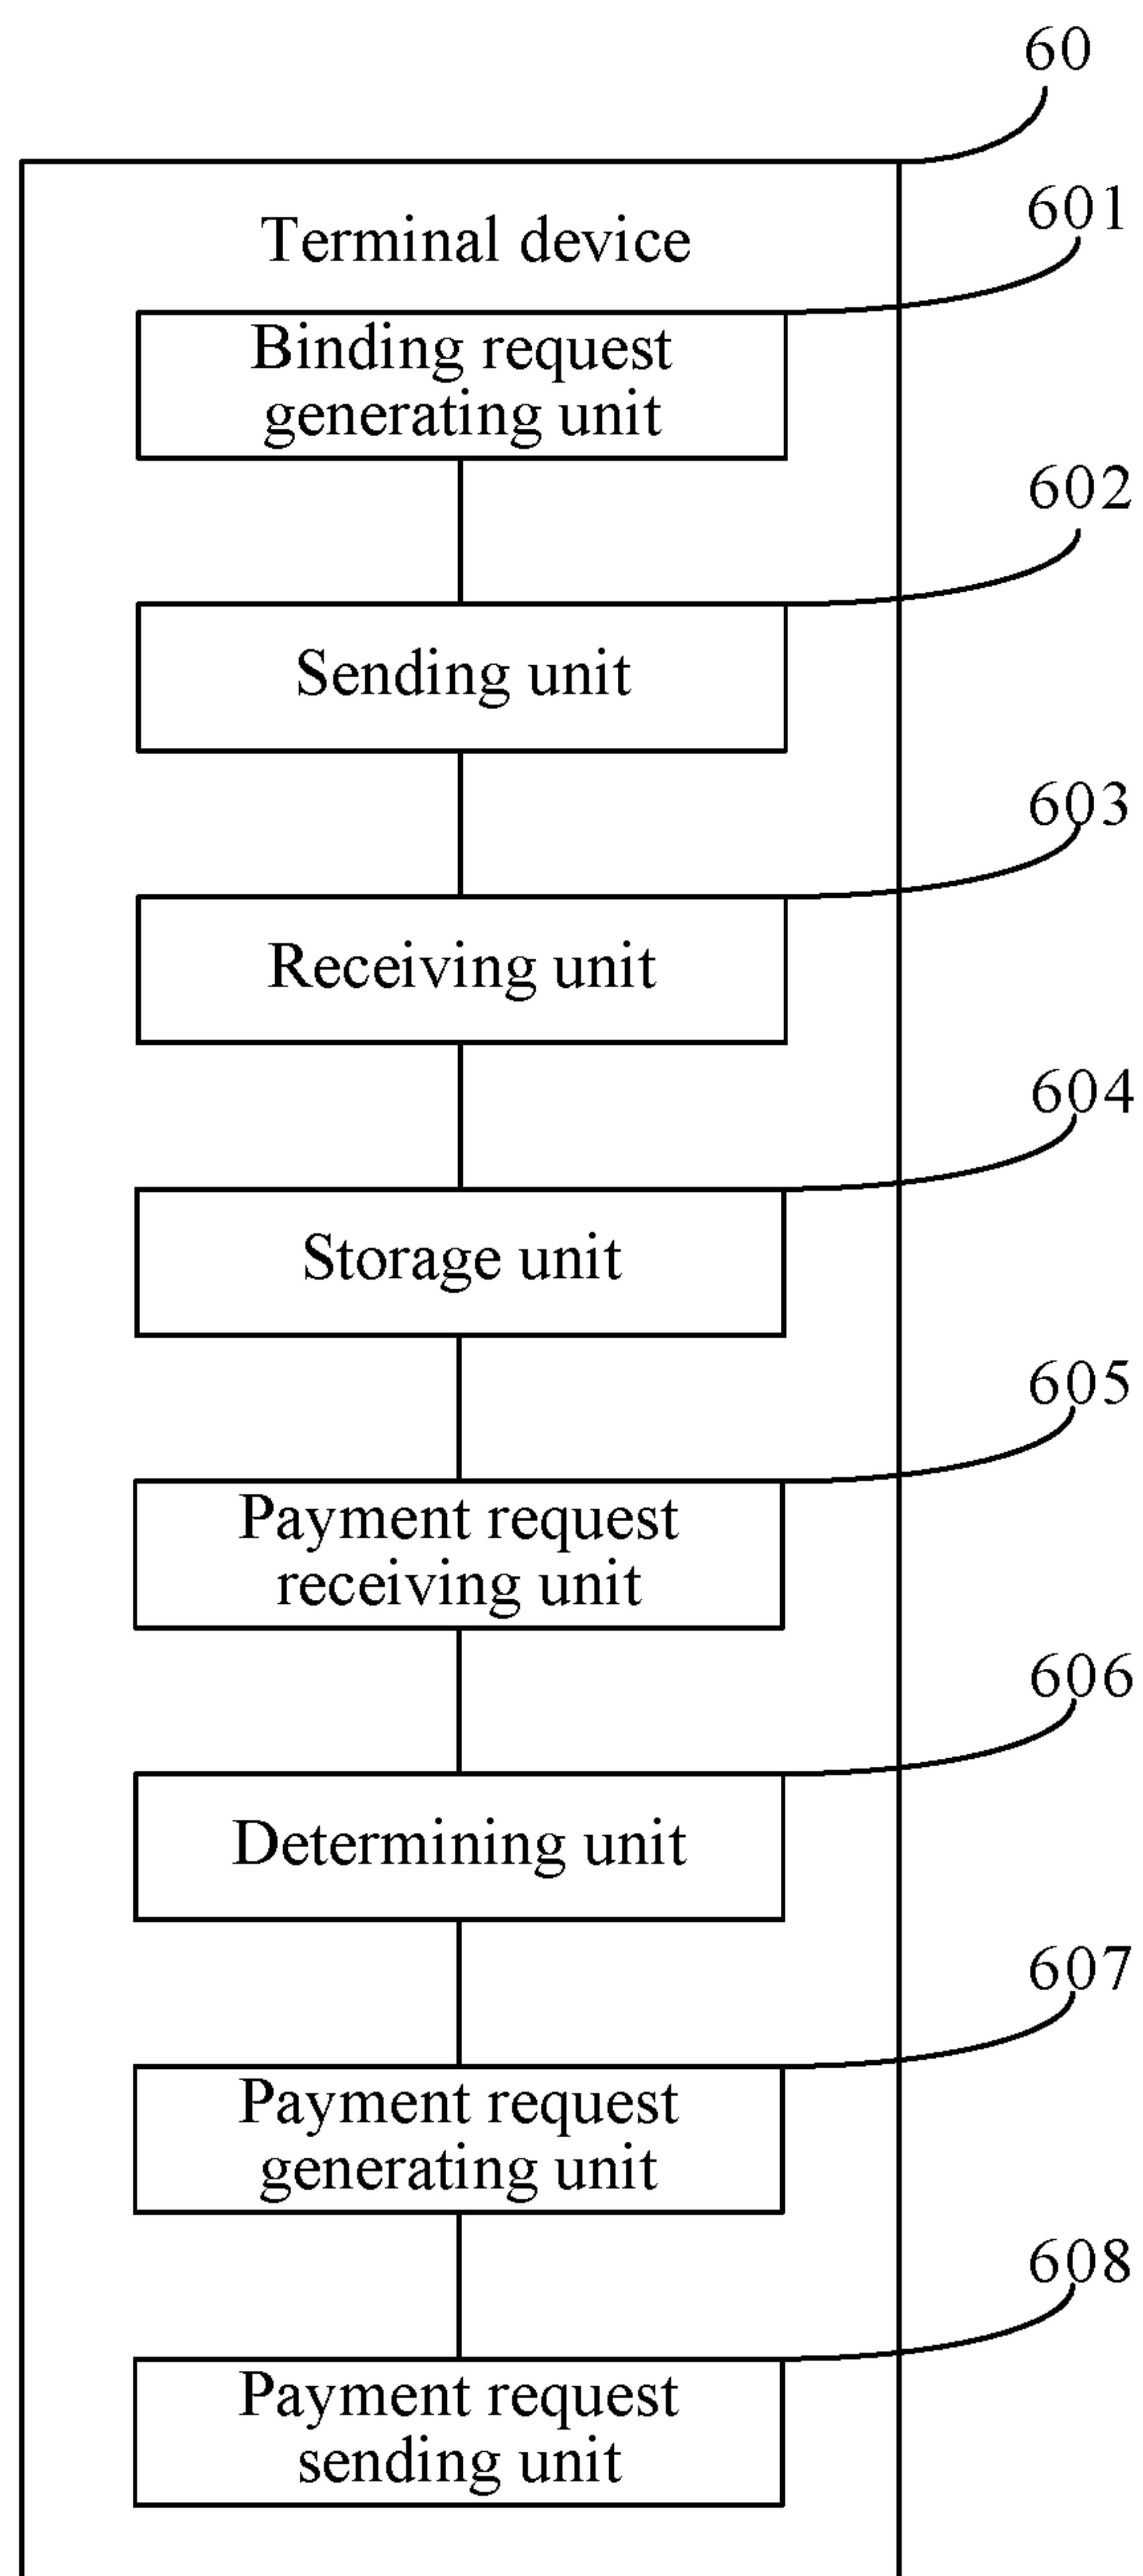 60
Terminal device
601
Binding request
generating unit
602
Sending unit
603
Receiving unit
604
Storage unit
605
Payment request
receiving unit
606
Determining unit
607
Payment request
generating unit
608
Payment request
sending unit